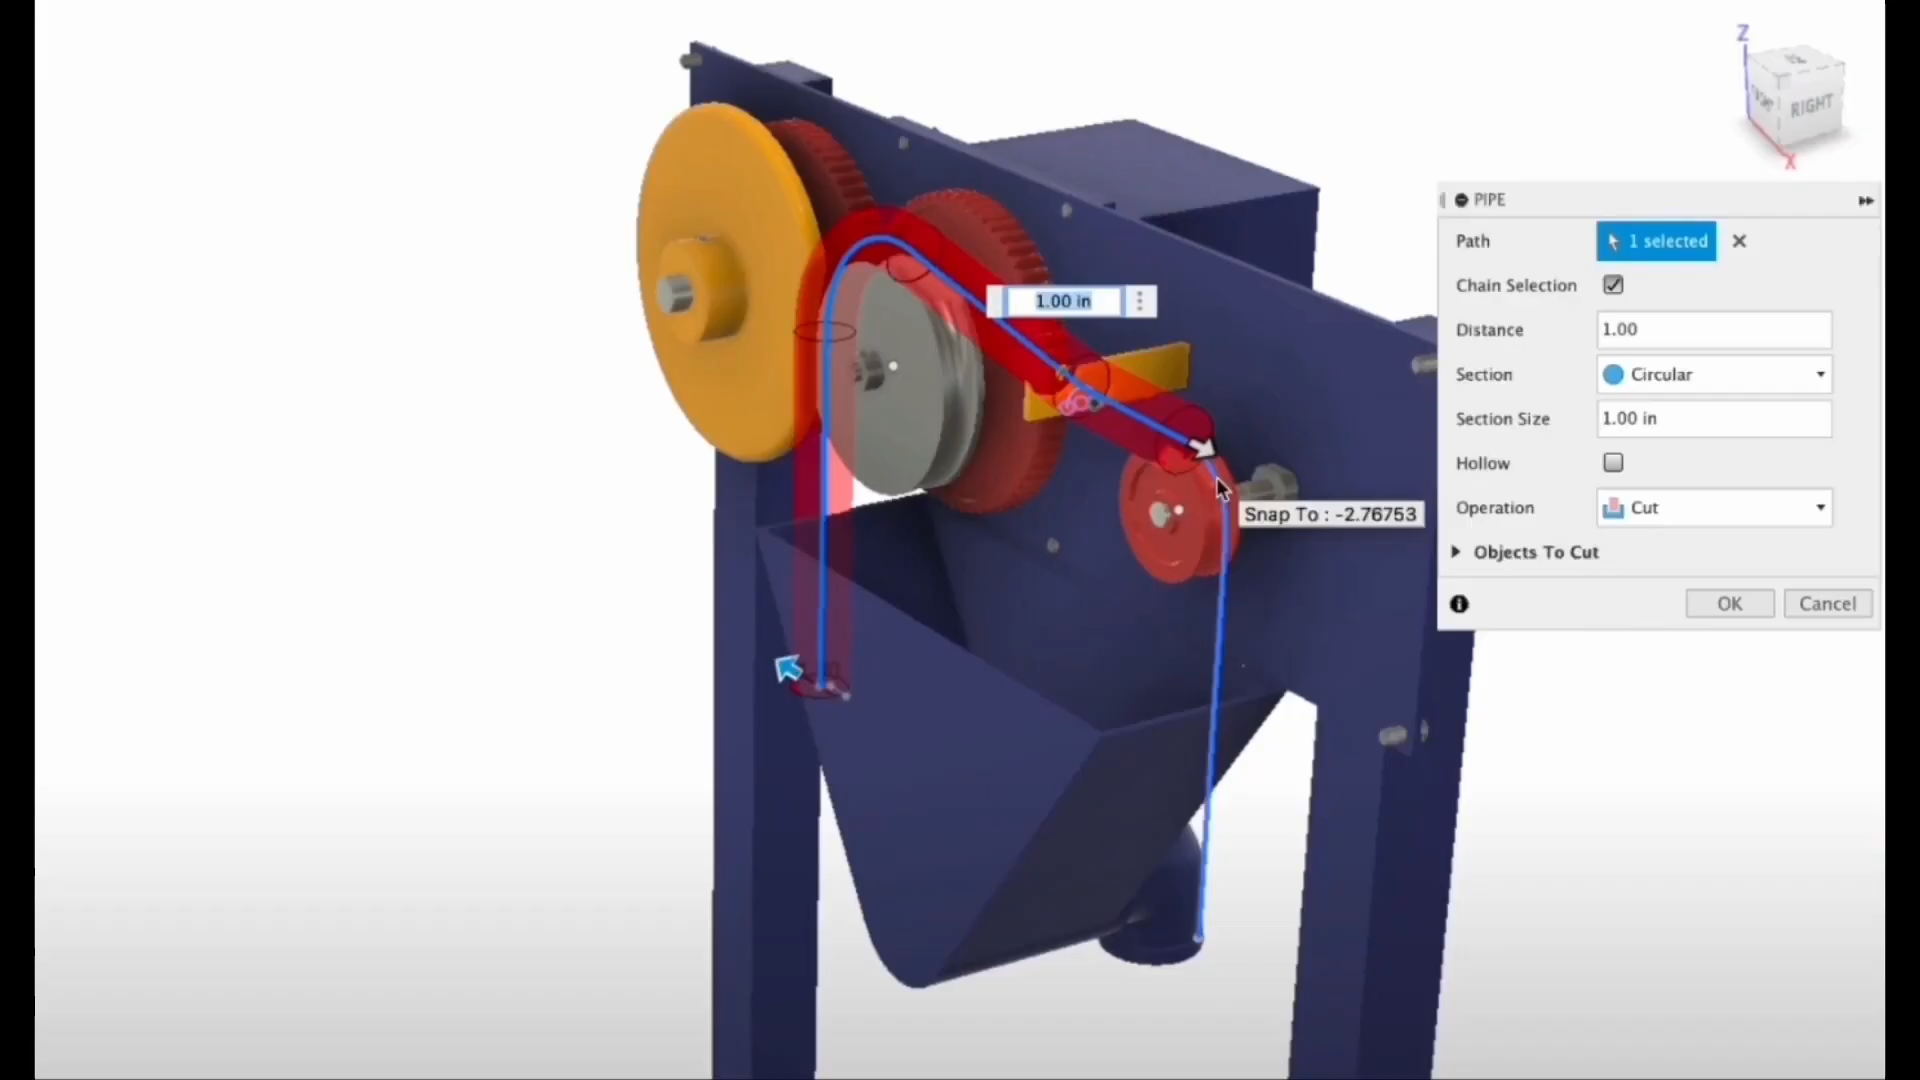 Z
RIGHT
X
PIPE
Path
1 selected
Chain Selection
Distance
1.00
Section
Circular
Section Size
1.00 in
Hollow
Operation
Cut
Objects To Cut
OK
Cancel
1.00 in
Snap To : -2.76753